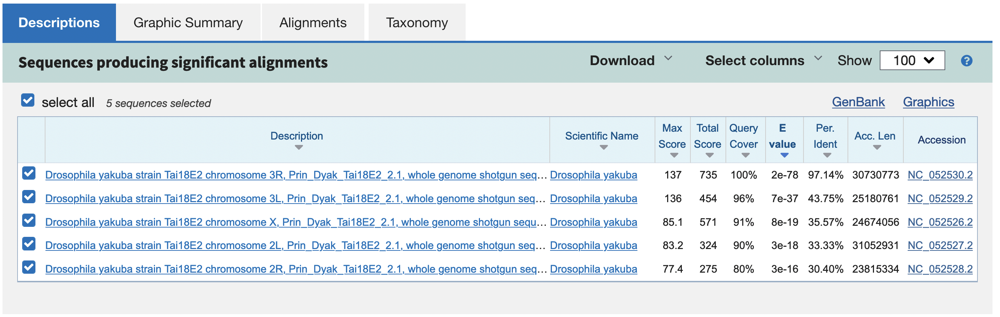 Descriptions Graphic Summary Alignments Taxonomy
Sequences producing significant alignments Download Select columns Show 100 ?
select all 5 sequences selected GenBank Graphics
Description Scientific Name Max Score Total Score Query Cover E value Per. Ident Acc. Len Accession
Drosophila yakuba strain Tai18E2 chromosome 3R, Prin_Dyak_Tai18E2_2.1, whole genome shotgun seq... Drosophila yakuba 137 735 100% 2e-78 97.14% 30730773 NC_052530.2
Drosophila yakuba strain Tai18E2 chromosome 3L, Prin_Dyak_Tai18E2_2.1, whole genome shotgun seq... Drosophila yakuba 136 454 96% 7e-37 43.75% 25180761 NC_052529.2
Drosophila yakuba strain Tai18E2 chromosome X, Prin_Dyak_Tai18E2_2.1, whole genome shotgun sequ... Drosophila yakuba 85.1 571 91% 8e-19 35.57% 24674056 NC_052526.2
Drosophila yakuba strain Tai18E2 chromosome 2L, Prin_Dyak_Tai18E2_2.1, whole genome shotgun seq... Drosophila yakuba 83.2 324 90% 3e-18 33.33% 31052931 NC_052527.2
Drosophila yakuba strain Tai18E2 chromosome 2R, Prin_Dyak_Tai18E2_2.1, whole genome shotgun seq... Drosophila yakuba 77.4 275 80% 3e-16 30.40% 23815334 NC_052528.2